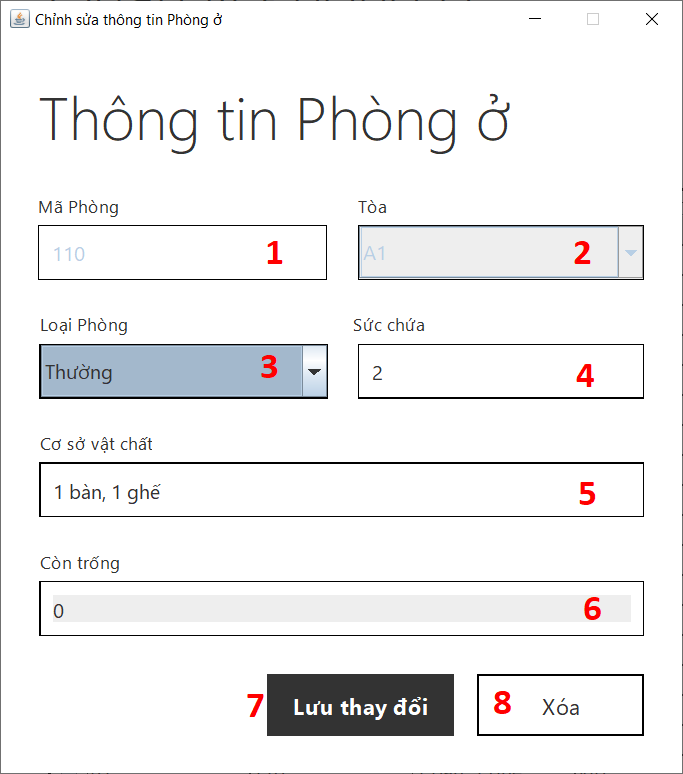 Chỉnh sửa thông tin Phòng ở
Thông tin Phòng ở
Mã Phòng
Tòa
110 1
A1 2
Loại Phòng
Sức chứa
Thường 3
2 4
Cơ sở vật chất
1 bàn, 1 ghế 5
Còn trống
0 6
7 Lưu thay đổi
8 Xóa